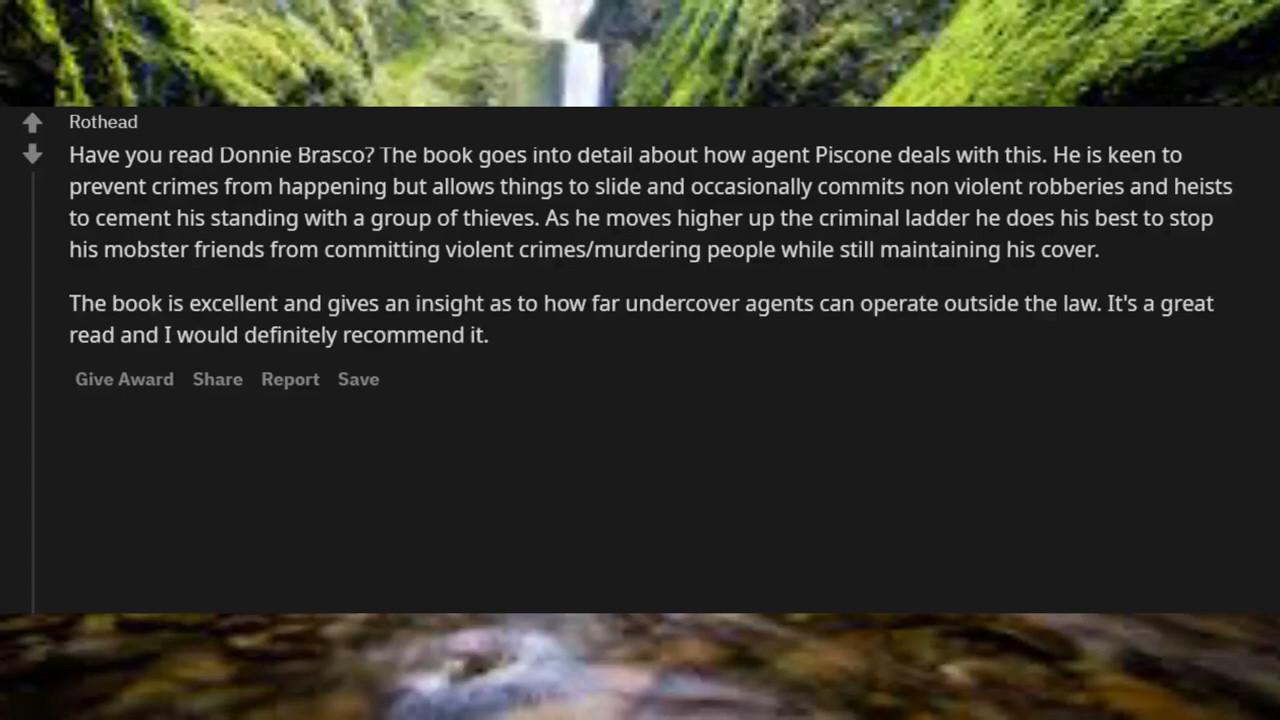 Rothead
Have you read Donnie Brasco? The book goes into detail about how agent Piscone deals with this. He is keen to
prevent crimes from happening but allows things to slide and occasionally commits non violent robberies and heists
to cement his standing with a group of thieves. As he moves higher up the criminal ladder he does his best to stop
his mobster friends from committing violent crimes/murdering people while still maintaining his cover.
The book is excellent and gives an insight as to how far undercover agents can operate outside the law. It's a great
read and I would definitely recommend it.
Give Award Share Report Save